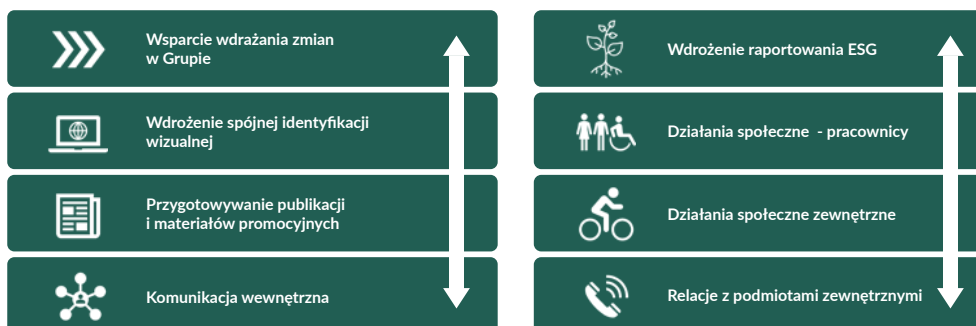 Wsparcie wdrażania zmian
w Grupie
Wdrożenie spójnej identyfikacji
wizualnej
Przygotowywanie publikacji
i materiałów promocyjnych
Komunikacja wewnętrzna
Wdrożenie raportowania ESG
Działania społeczne - pracownicy
Działania społeczne zewnętrzne
Relacje z podmiotami zewnętrznymi